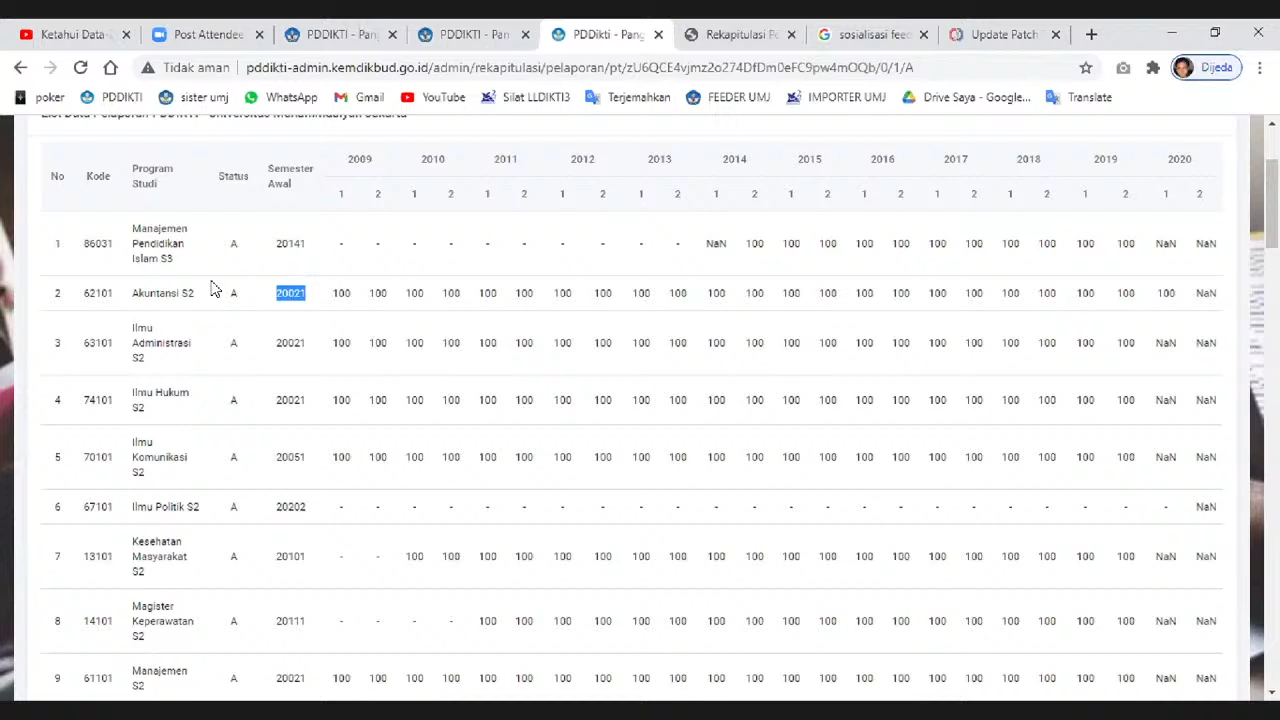 Ketahui Data-
Post Attendee
PDDIKTI - Pang
PDDIKTI - Pan
PDDikti - Pang
Rekapitulasi Pe
sosialisasi feed
Update Patch
Tidak aman
pddikti-admin.kemdikbud.go.id/admin/rekapitulasi/pelaporan/pt/zU6QCE4vjmz2o274DfDm0eFC9pw4mOQb/0/1/A
Dijeda
poker
PDDIKTI
sister umj
WhatsApp
Gmail
YouTube
Silat LLDIKTI3
Terjemahkan
FEEDER UMJ
IMPORTER UMJ
Drive Saya - Google...
Translate
No Kode Program Studi Status Semester Awal 2009 2010 2011 2012 2013 2014 2015 2016 2017 2018 2019 2020
1 2 1 2 1 2 1 2 1 2 1 2 1 2 1 2 1 2 1 2 1 2 1 2
1 86031 Manajemen Pendidikan Islam S3 A 20141 - - - - - - - - - - NaN 100 100 100 100 100 100 100 100 100 100 100 NaN NaN
2 62101 Akuntansi S2 A 20021 100 100 100 100 100 100 100 100 100 100 100 100 100 100 100 100 100 100 100 100 100 100 100 NaN
3 63101 Ilmu Administrasi S2 A 20021 100 100 100 100 100 100 100 100 100 100 100 100 100 100 100 100 100 100 100 100 100 100 NaN NaN
4 74101 Ilmu Hukum S2 A 20021 100 100 100 100 100 100 100 100 100 100 100 100 100 100 100 100 100 100 100 100 100 100 NaN NaN
5 70101 Ilmu Komunikasi S2 A 20051 100 100 100 100 100 100 100 100 100 100 100 100 100 100 100 100 100 100 100 100 100 100 NaN NaN
6 67101 Ilmu Politik S2 A 20202 - - - - - - - - - - - - - - - - - - - - - - - NaN
7 13101 Kesehatan Masyarakat S2 A 20101 - - 100 100 100 100 100 100 100 100 100 100 100 100 100 100 100 100 100 100 100 100 NaN NaN
8 14101 Magister Keperawatan S2 A 20111 - - - - 100 100 100 100 100 100 100 100 100 100 100 100 100 100 100 100 100 100 NaN NaN
9 61101 Manajemen S2 A 20021 100 100 100 100 100 100 100 100 100 100 100 100 100 100 100 100 100 100 100 100 100 100 NaN NaN